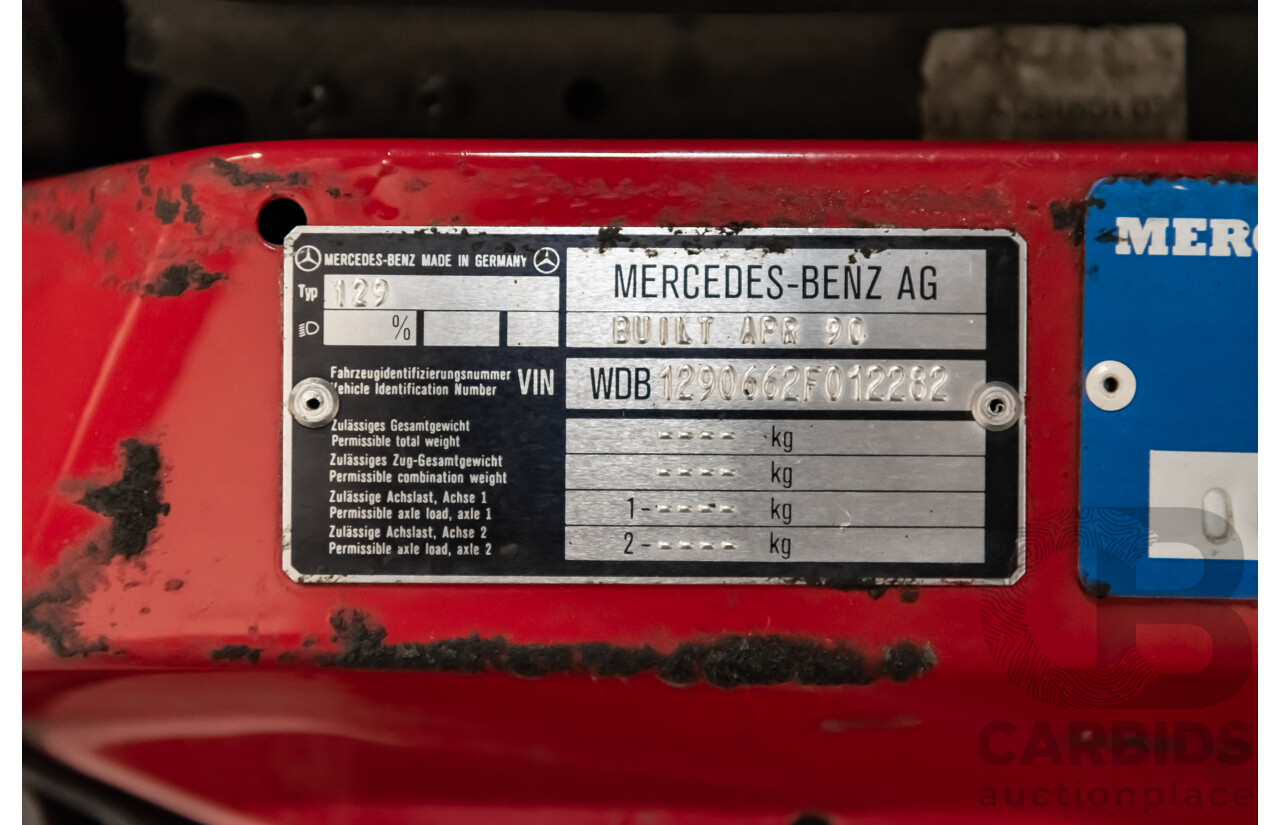 MERCEDES-BENZ MADE IN GERMANY
Typ 129
%
MERCEDES-BENZ AG
BUILT APR 90
Fahrzeugidentifizierungsnummer
Vehicle Identification Number
VIN
WDB 1290662F012282
Zulässiges Gesamtgewicht
Permissible total weight
---- kg
Zulässiges Zug-Gesamtgewicht
Permissible combination weight
---- kg
Zulässige Achslast, Achse 1
Permissible axle load, axle 1
1- ---- kg
Zulässige Achslast, Achse 2
Permissible axle load, axle 2
2- ---- kg
MERC
0
CB
CARBIDS
auctionplace